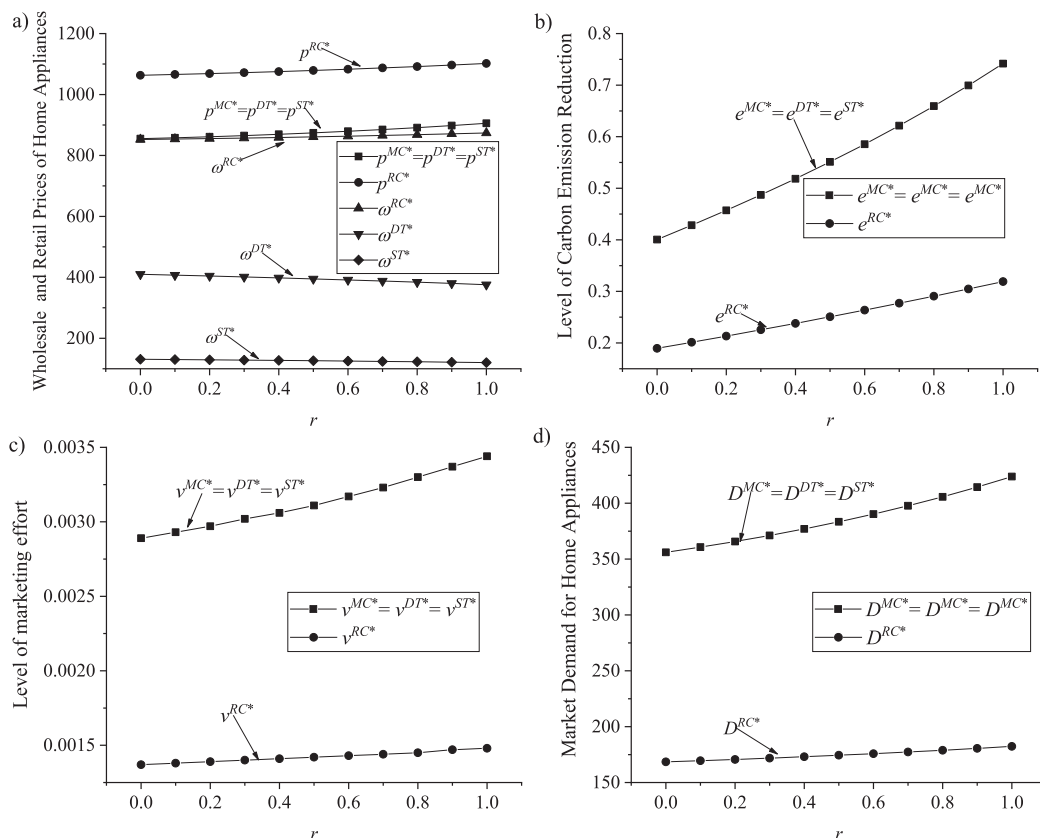 a)
Wholesale and Retail Prices of Home Appliances
1200
1000
800
600
400
200
p^{RC*}
p^{MC*}=p^{DT*}=p^{ST*}
ω^{RC*}
ω^{DT*}
ω^{ST*}
p^{MC*}=p^{DT*}=p^{ST*}
p^{RC*}
ω^{RC*}
ω^{DT*}
ω^{ST*}
0.0 0.2 0.4 0.6 0.8 1.0
r
b)
Level of Carbon Emission Reduction
0.8
0.7
0.6
0.5
0.4
0.3
0.2
e^{MC*}=e^{DT*}=e^{ST*}
e^{MC*}= e^{MC*}= e^{MC*}
e^{RC*}
e^{RC*}
0.0 0.2 0.4 0.6 0.8 1.0
r
c)
Level of marketing effort
0.0035
0.0030
0.0025
0.0020
0.0015
v^{MC*}=v^{DT*}=v^{ST*}
v^{MC*}= v^{DT*}= v^{ST*}
v^{RC*}
v^{RC*}
0.0 0.2 0.4 0.6 0.8 1.0
r
d)
Market Demand for Home Appliances
450
400
350
300
250
200
150
D^{MC*}=D^{DT*}=D^{ST*}
D^{MC*}= D^{MC*}= D^{MC*}
D^{RC*}
D^{RC*}
0.0 0.2 0.4 0.6 0.8 1.0
r